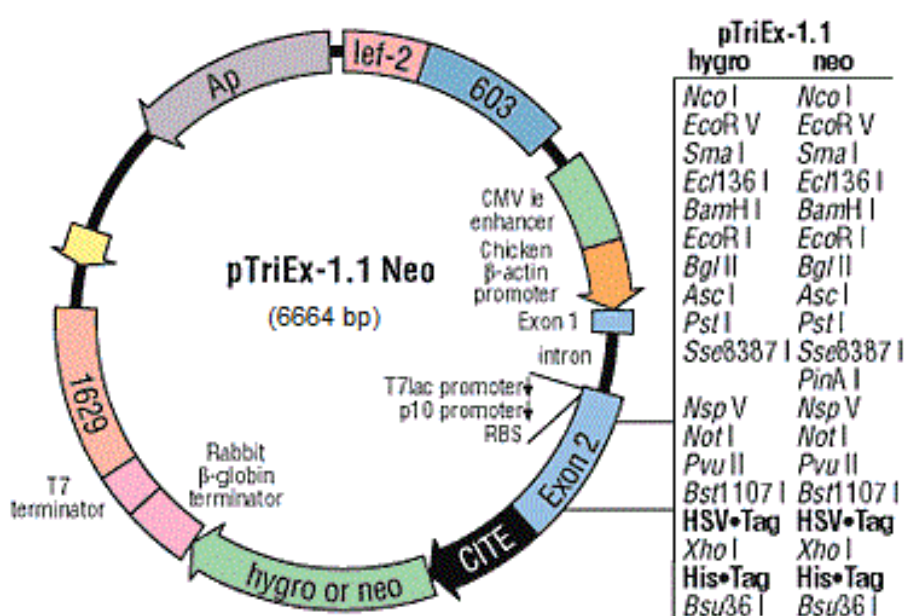 lef-2
603
Ap
CMV ie
enhancer
Chicken
β-actin
promoter
pTriEx-1.1 Neo
(6664 bp)
Exon 1
intron
T7lac promoter
p10 promoter
RBS
Exon 2
CITE
hygro or neo
Rabbit
β-globin
terminator
T7
terminator
1629
pTriEx-1.1
hygro neo
Nco I Nco I
EcoR V EcoR V
Sma I Sma I
Ecl136 I Ecl136 I
BamH I BamH I
EcoR I EcoR I
Bgl II Bgl II
Asc I Asc I
Pst I Pst I
Sse8387 I Sse8387 I
PinA I
Nsp V Nsp V
Not I Not I
Pvu II Pvu II
Bst1107 I Bst1107 I
HSV•Tag HSV•Tag
Xho I Xho I
His•Tag His•Tag
Bsu36 I Bsu36 I